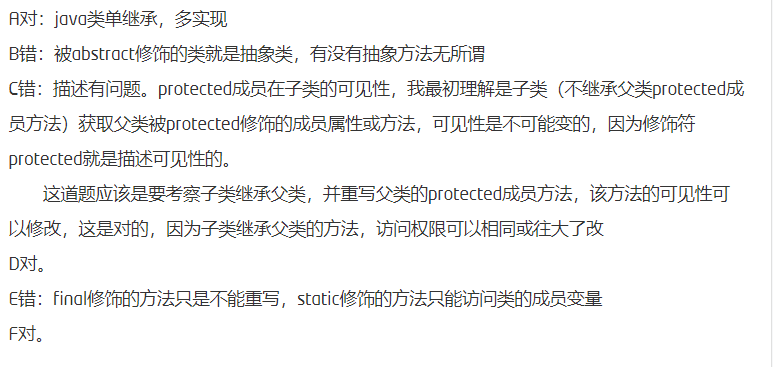 A对：java类单继承，多实现
B错：被abstract修饰的类就是抽象类，有没有抽象方法无所谓
C错：描述有问题。protected成员在子类的可见性，我最初理解是子类（不继承父类protected成
员方法）获取父类被protected修饰的成员属性或方法，可见性是不可能变的，因为修饰符
protected就是描述可见性的。
这道题应该是要考察子类继承父类，并重写父类的protected成员方法，该方法的可见性可
以修改，这是对的，因为子类继承父类的方法，访问权限可以相同或往大了改
D对。
E错：final修饰的方法只是不能重写，static修饰的方法只能访问类的成员变量
F对。